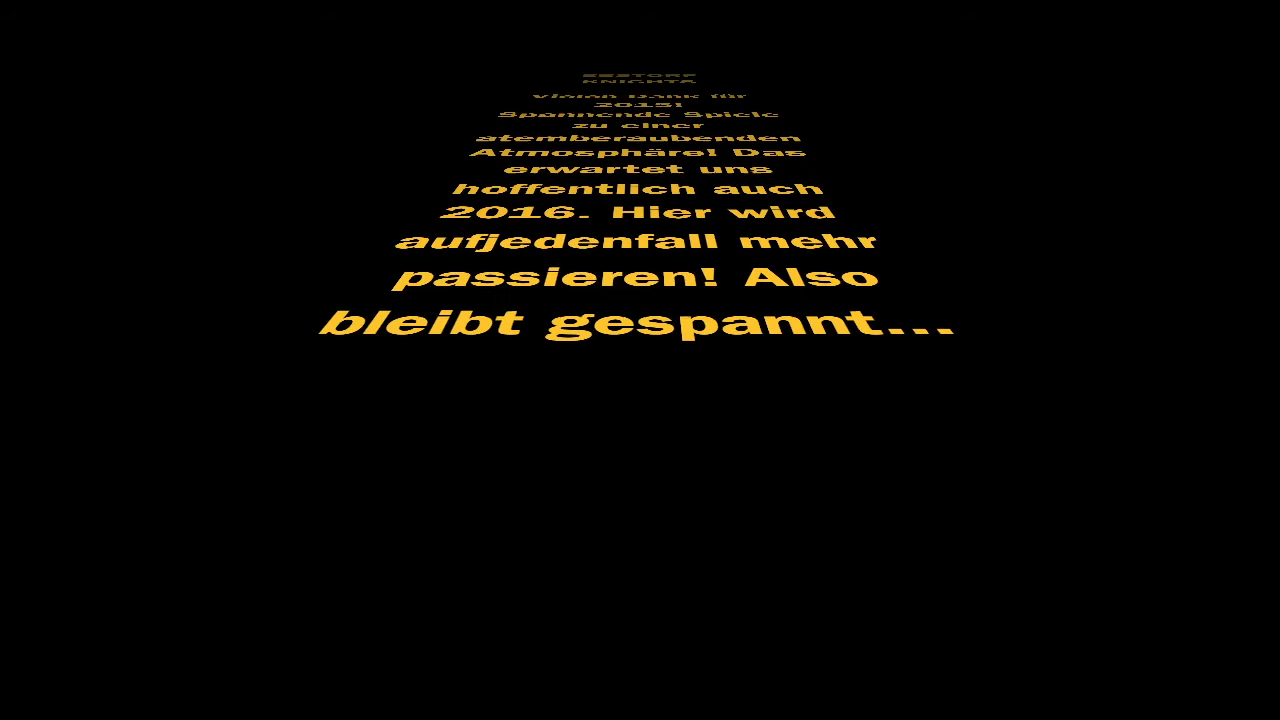 KNIGHTS
Vielen Dank für
2015!
Spannende Spiele
zu einer
atemberaubenden
Atmosphäre! Das
erwartet uns
hoffentlich auch
2016. Hier wird
aufjedenfall mehr
passieren! Also
bleibt gespannt...